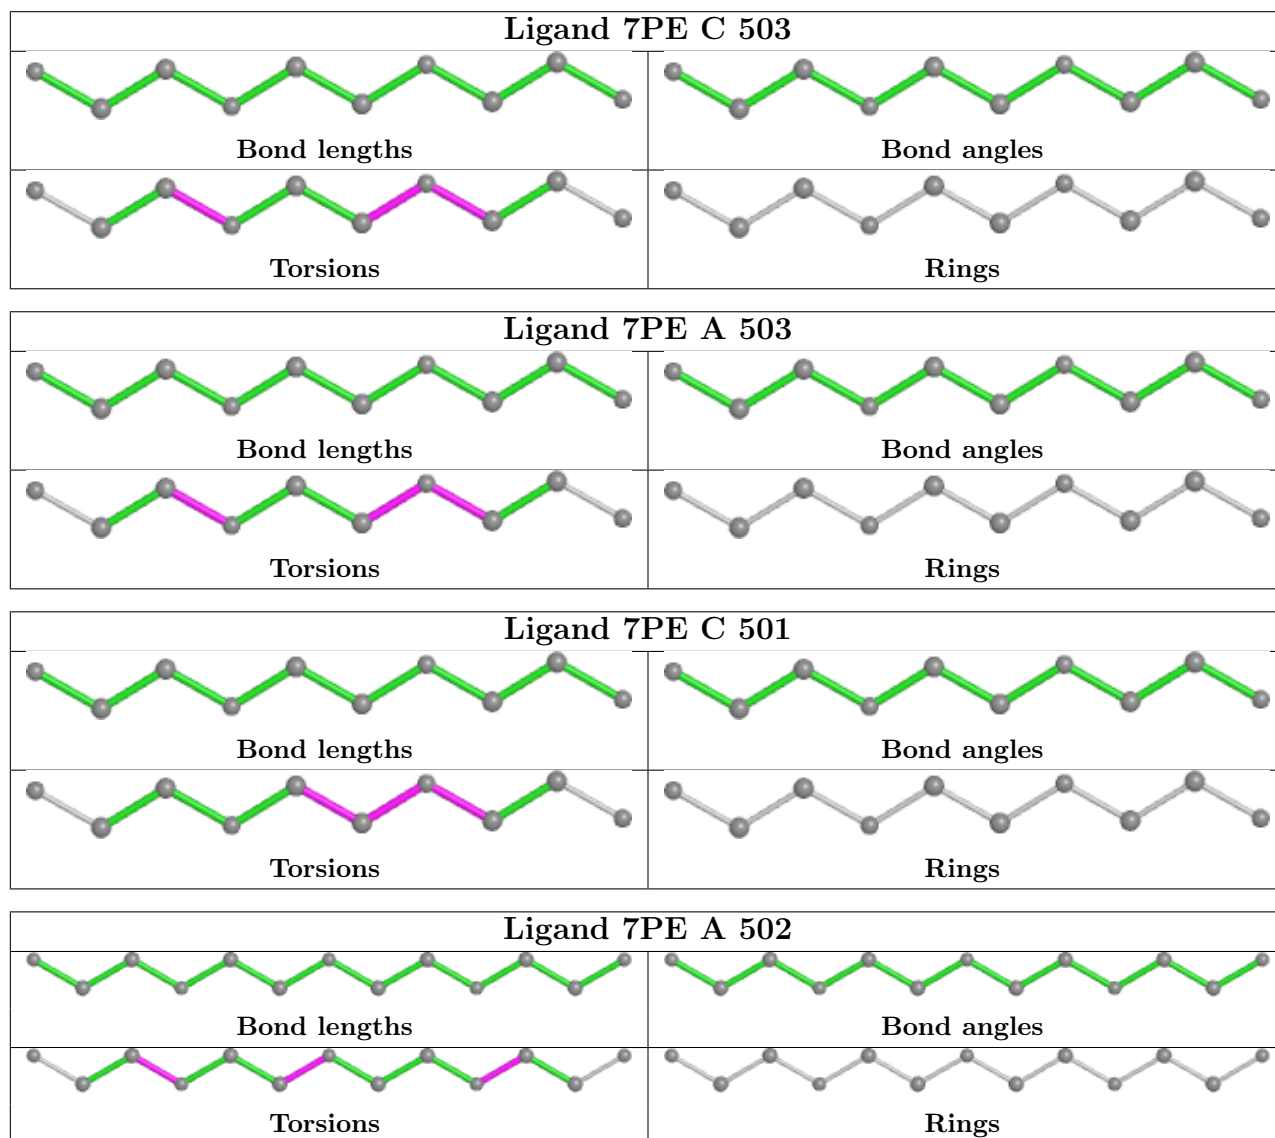 Ligand 7PE C 503
Bond lengths
Bond angles
Torsions
Rings
Ligand 7PE A 503
Bond lengths
Bond angles
Torsions
Rings
Ligand 7PE C 501
Bond lengths
Bond angles
Torsions
Rings
Ligand 7PE A 502
Bond lengths
Bond angles
Torsions
Rings